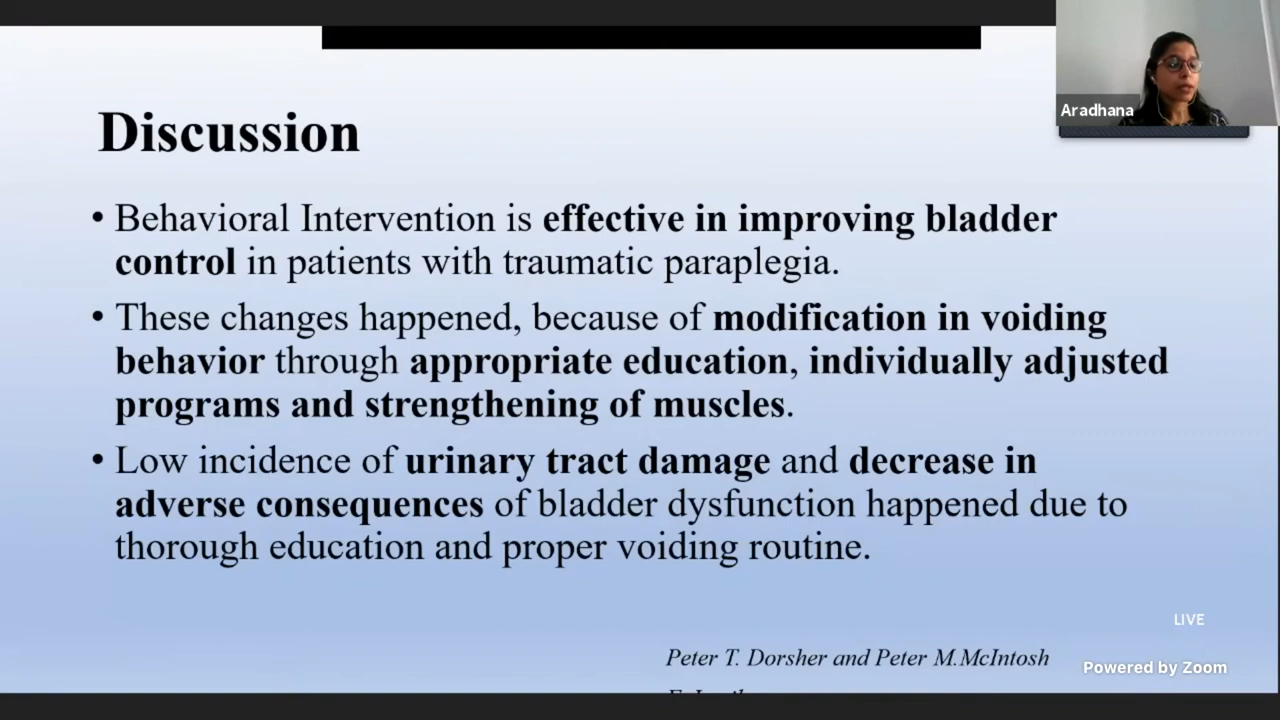 Aradhana
Discussion
• Behavioral Intervention is effective in improving bladder
control in patients with traumatic paraplegia.
• These changes happened, because of modification in voiding
behavior through appropriate education, individually adjusted
programs and strengthening of muscles.
• Low incidence of urinary tract damage and decrease in
adverse consequences of bladder dysfunction happened due to
thorough education and proper voiding routine.
LIVE
Peter T. Dorsher and Peter M.McIntosh
Powered by Zoom